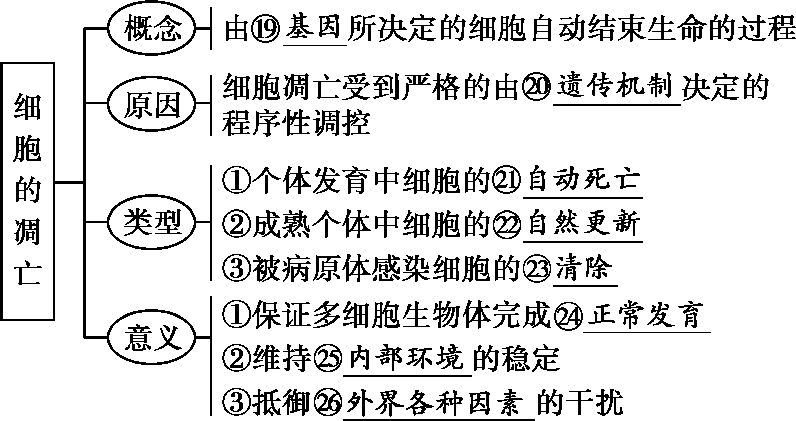 细胞的凋亡
概念
由⑲基因所决定的细胞自动结束生命的过程
原因
细胞凋亡受到严格的由⑳遗传机制决定的
程序性调控
类型
①个体发育中细胞的㉑自动死亡
②成熟个体中细胞的㉒自然更新
③被病原体感染细胞的㉓清除
意义
①保证多细胞生物体完成㉔正常发育
②维持㉕内部环境的稳定
③抵御㉖外界各种因素的干扰